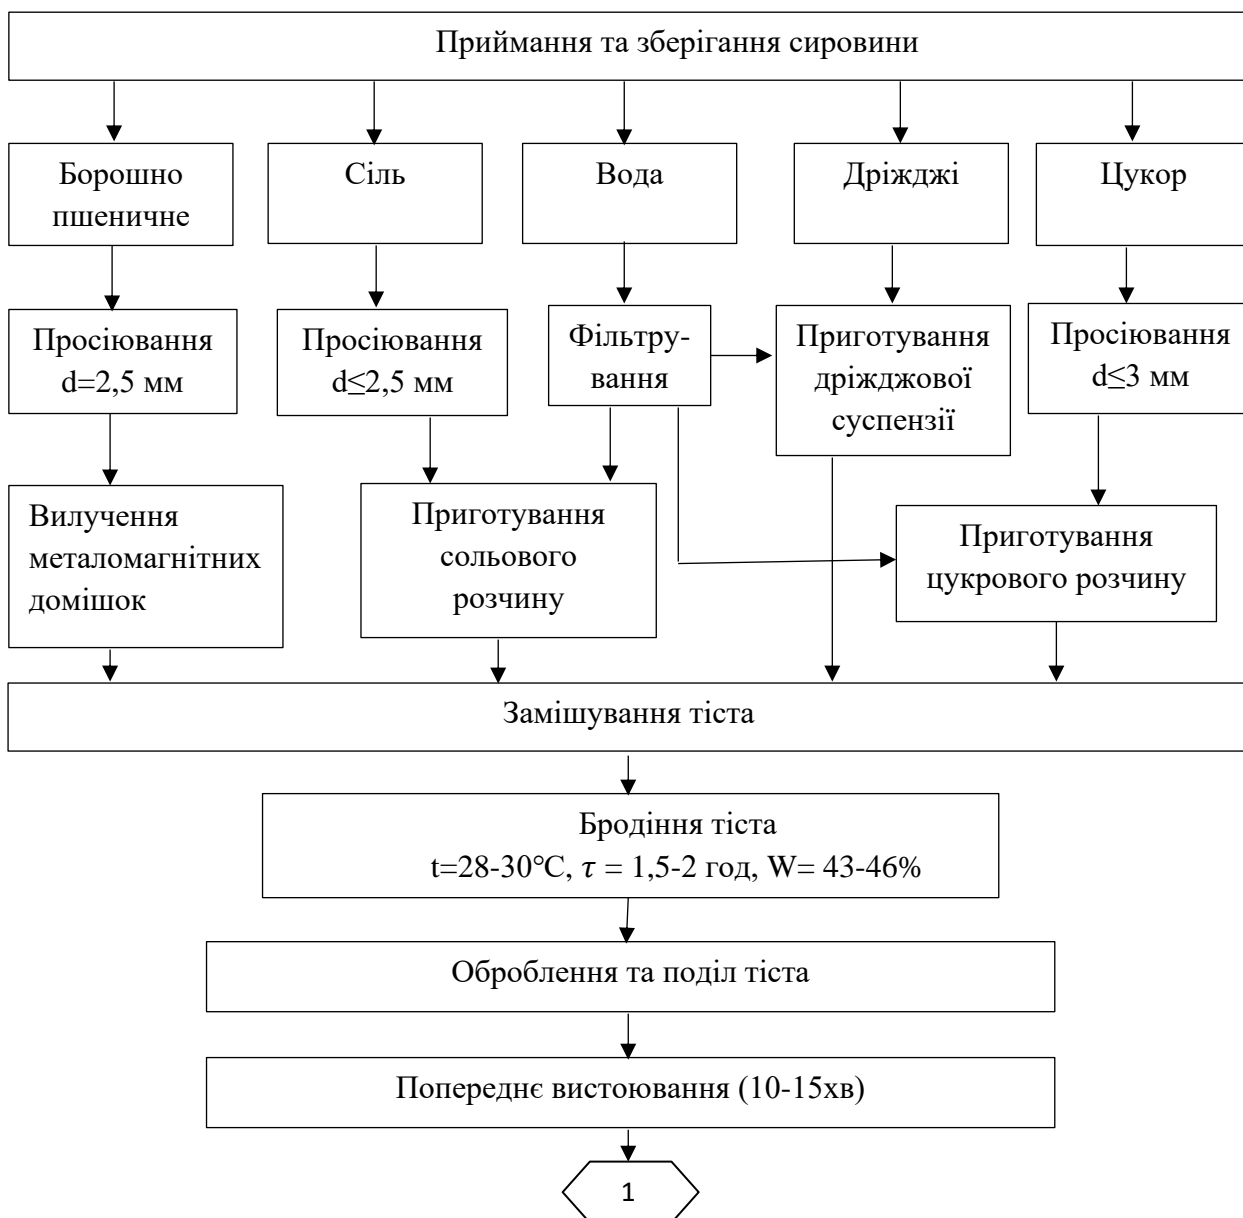 Приймання та зберігання сировини
Борошно
пшеничне
Сіль
Вода
Дріжджі
Цукор
Просіювання
d=2,5 мм
Просіювання
d≤2,5 мм
Фільтру-
вання
Приготування
дріжджової
суспензії
Просіювання
d≤3 мм
Вилучення
металомагнітних
домішок
Приготування
сольового
розчину
Приготування
цукрового розчину
Замішування тіста
Бродіння тіста
t=28-30°C, τ = 1,5-2 год, W= 43-46%
Оброблення та поділ тіста
Попереднє вистоювання (10-15хв)
1